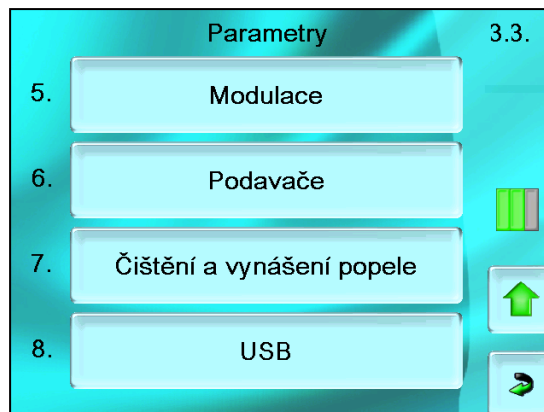 Parametry 3.3.
5. Modulace
6. Podavače
7. Čištění a vynášení popele
8. USB